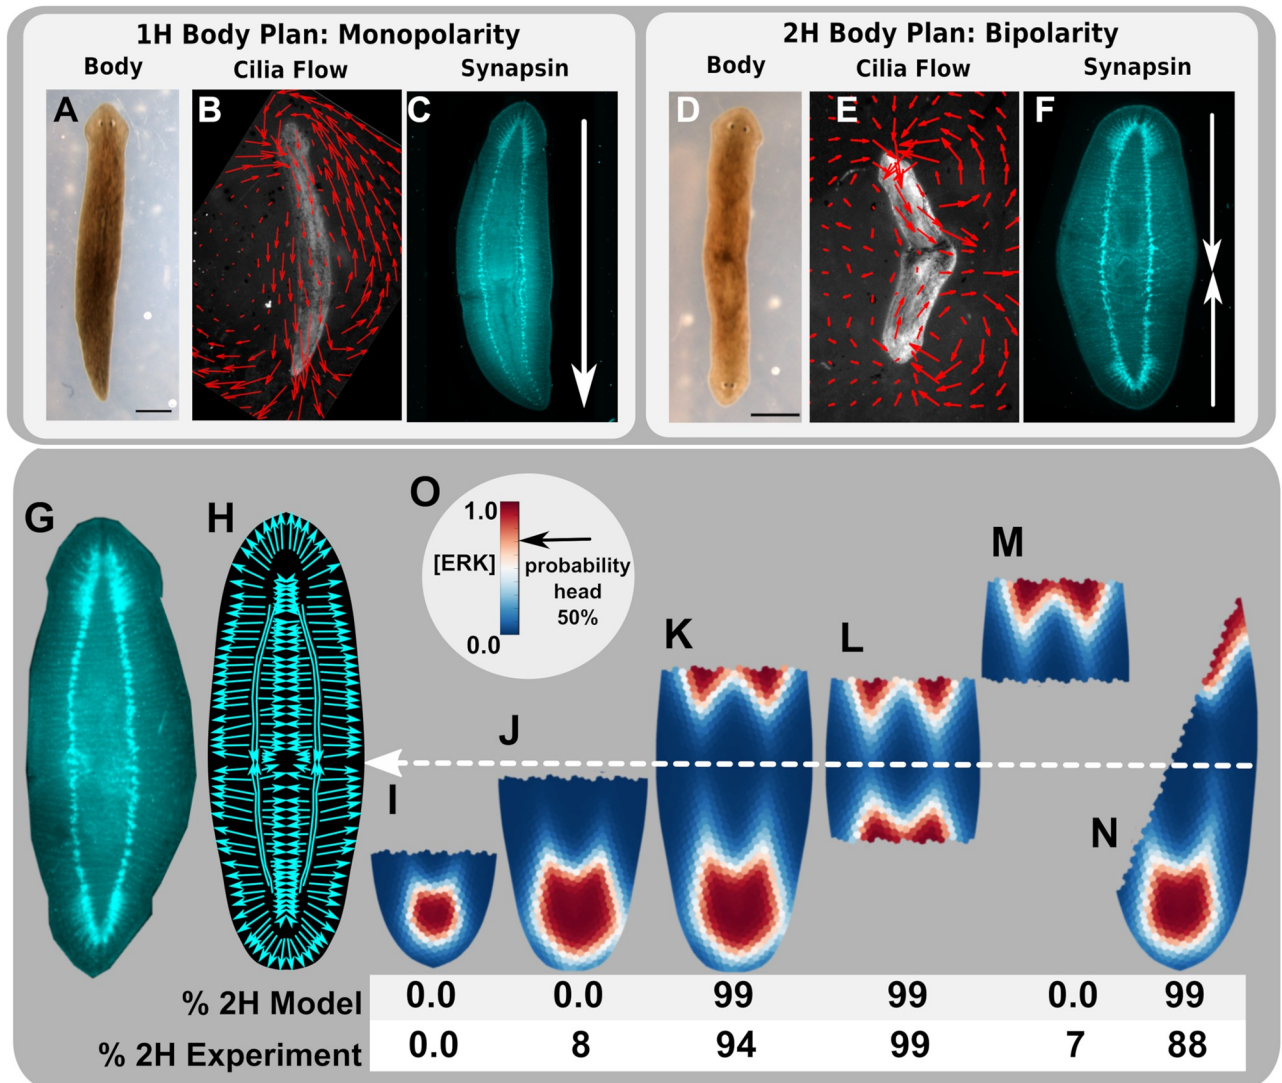 1H Body Plan: Monopolarity
Body
Cilia Flow
Synapsin
A
B
C
2H Body Plan: Bipolarity
Body
Cilia Flow
Synapsin
D
E
F
G
H
O
1.0
[ERK]
0.0
probability
head
50%
I
J
K
L
M
N
% 2H Model 0.0 0.0 99 99 0.0 99
% 2H Experiment 0.0 8 94 99 7 88